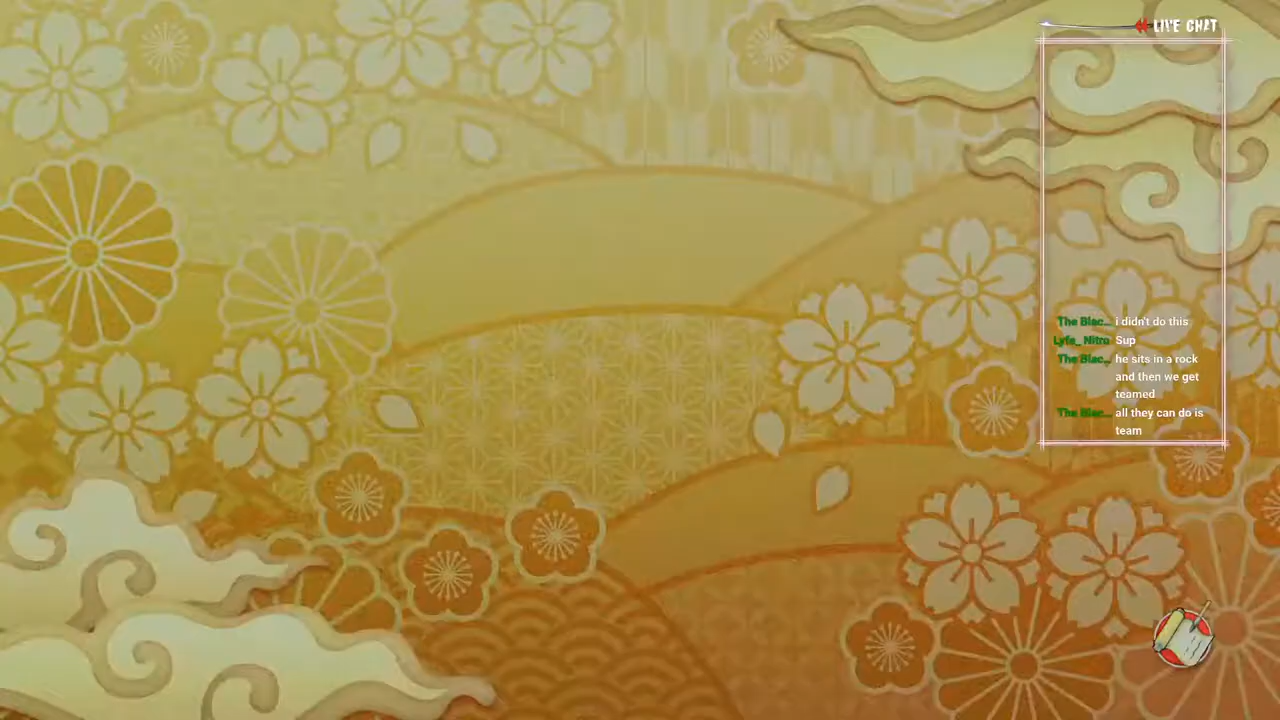 LIVE CHAT
The Blac... i didn't do this
Lyfe_Nitro Sup
The Blac... he sits in a rock
and then we get
teamed
The Blac... all they can do is
team